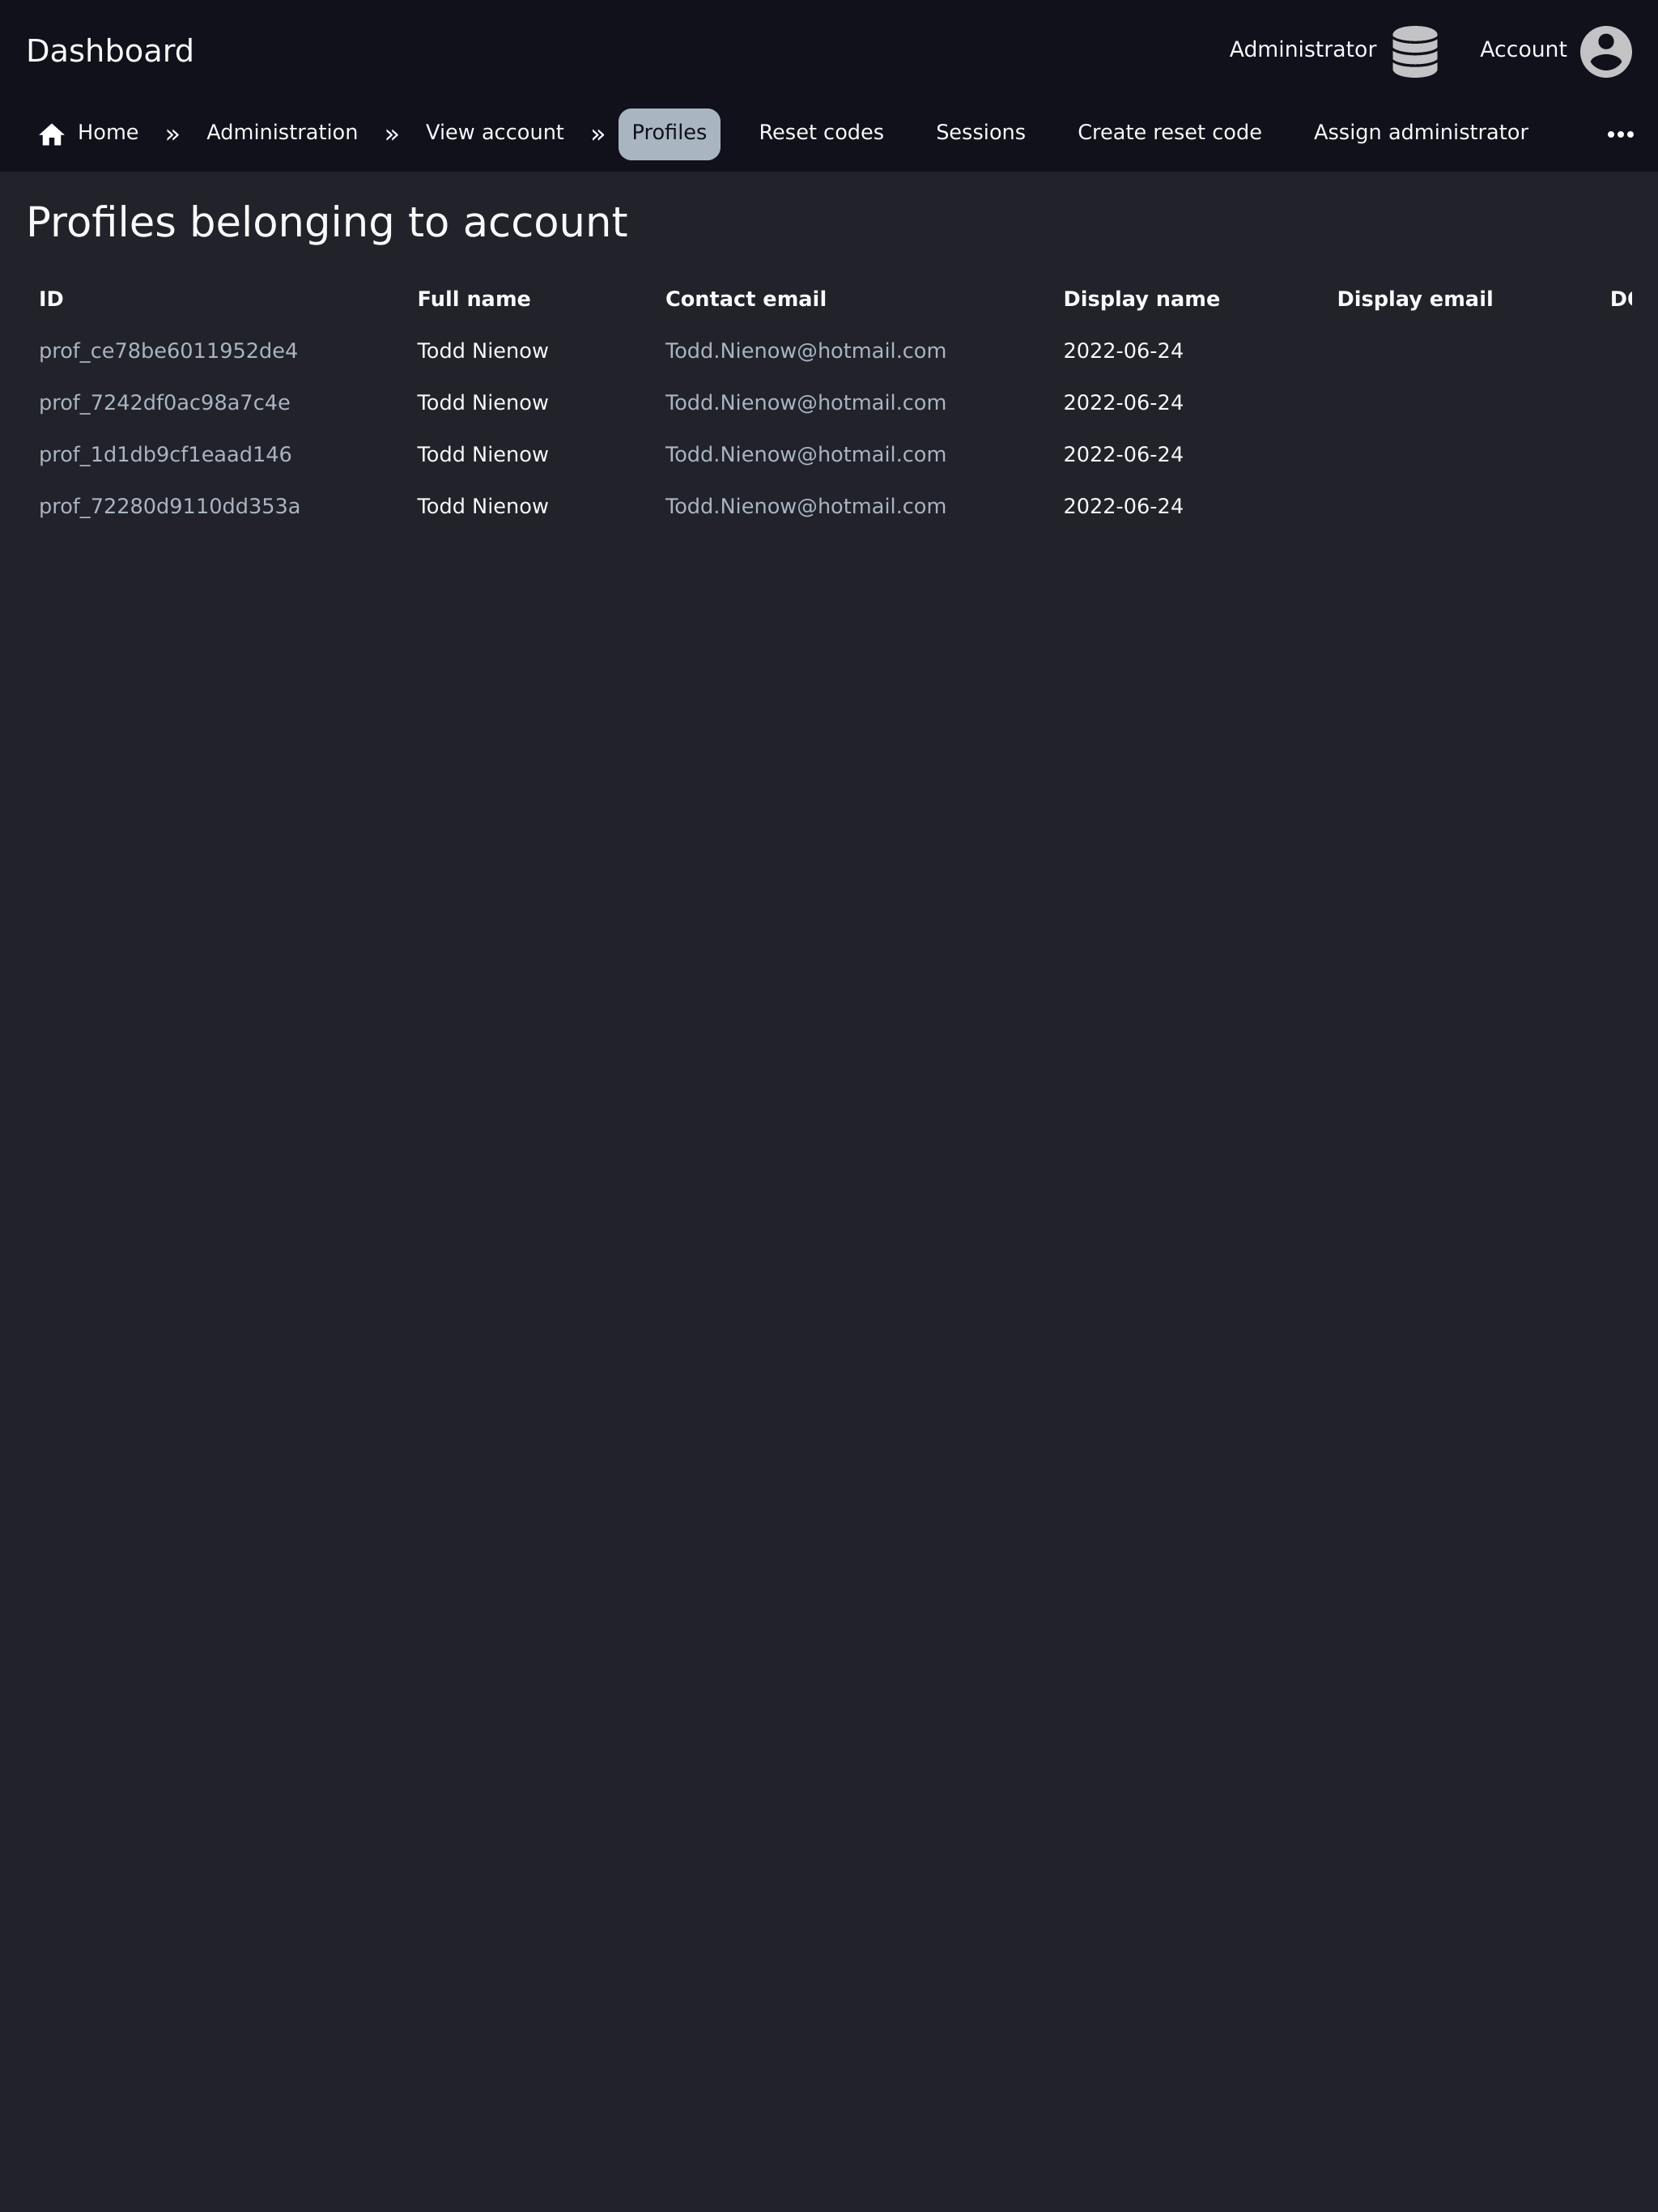 Dashboard
Administrator
Account
Home » Administration » View account » Profiles Reset codes Sessions Create reset code Assign administrator •••
Profiles belonging to account
ID Full name Contact email Display name Display email
prof_ce78be6011952de4 Todd Nienow Todd.Nienow@hotmail.com 2022-06-24
prof_7242df0ac98a7c4e Todd Nienow Todd.Nienow@hotmail.com 2022-06-24
prof_1d1db9cf1eaad146 Todd Nienow Todd.Nienow@hotmail.com 2022-06-24
prof_72280d9110dd353a Todd Nienow Todd.Nienow@hotmail.com 2022-06-24